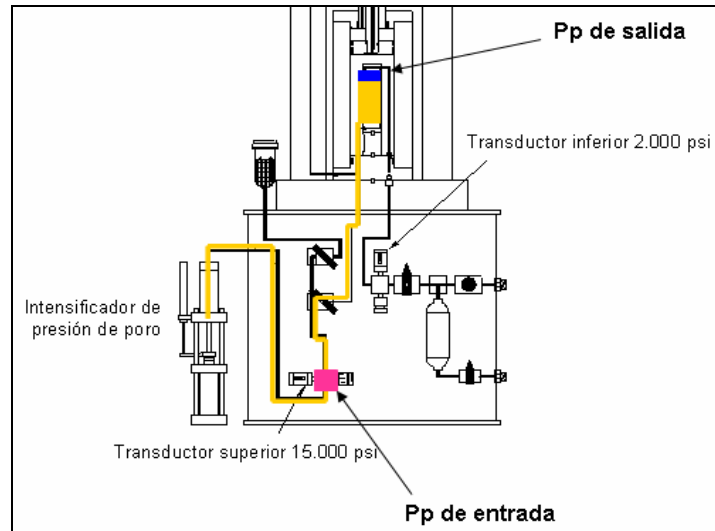 Pp de salida
Transductor inferior 2.000 psi
Intensificador de
presión de poro
Transductor superior 15.000 psi
Pp de entrada